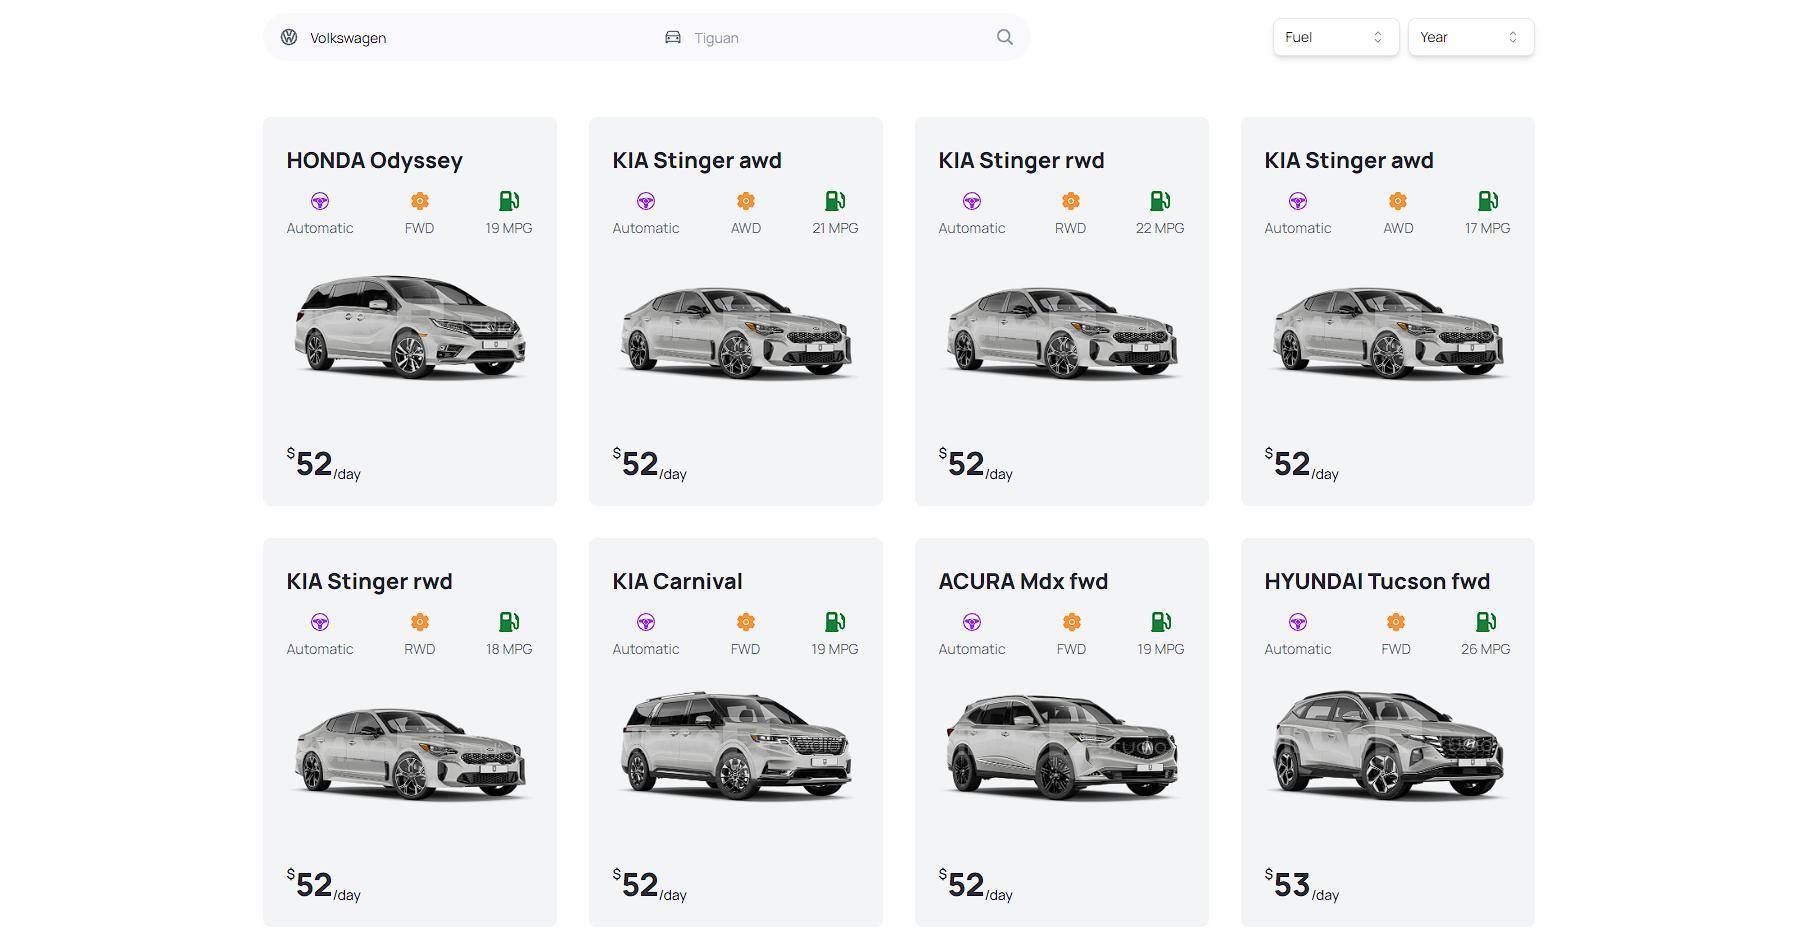 Volkswagen
Tiguan
Fuel
Year
HONDA Odyssey
Automatic
FWD
19 MPG
$52/day
KIA Stinger awd
Automatic
AWD
21 MPG
$52/day
KIA Stinger rwd
Automatic
RWD
22 MPG
$52/day
KIA Stinger awd
Automatic
AWD
17 MPG
$52/day
KIA Stinger rwd
Automatic
RWD
18 MPG
$52/day
KIA Carnival
Automatic
FWD
19 MPG
$52/day
ACURA Mdx fwd
Automatic
FWD
19 MPG
$52/day
HYUNDAI Tucson fwd
Automatic
FWD
26 MPG
$53/day